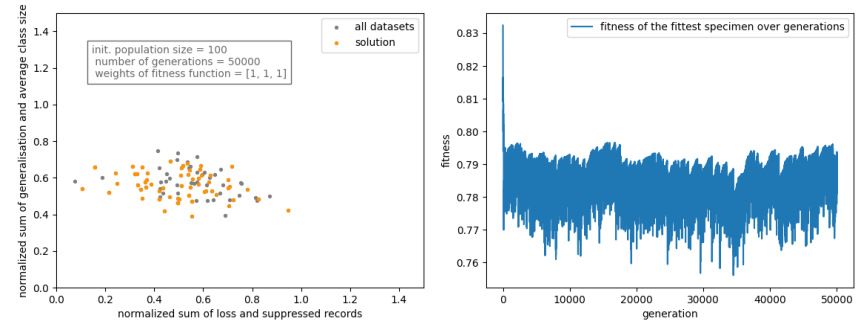 normalized sum of generalisation and average class size
1.4
1.2
1.0
0.8
0.6
0.4
0.2
0.0
init. population size = 100
number of generations = 50000
weights of fitness function = [1, 1, 1]
all datasets
solution
0.0 0.2 0.4 0.6 0.8 1.0 1.2 1.4
normalized sum of loss and suppressed records
fitness
0.83
0.82
0.81
0.80
0.79
0.78
0.77
0.76
fitness of the fittest specimen over generations
0 10000 20000 30000 40000 50000
generation